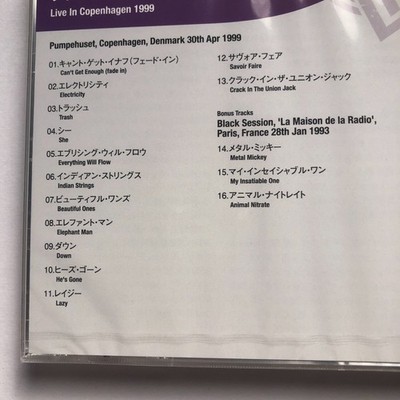 Live In Copenhagen 1999
Pumpehuset, Copenhagen, Denmark 30th Apr 1999
01.キャント・ゲット・イナフ(フェード・イン)
Can't Get Enough (fade in)
02.エレクトリシティ
Electricity
03.トラッシュ
Trash
04.シー
She
05.エブリシング・ウィル・フロウ
Everything Will Flow
06.インディアン・ストリングス
Indian Strings
07.ビューティフル・ワンズ
Beautiful Ones
08.エレファント・マン
Elephant Man
09.ダウン
Down
10.ヒーズ・ゴーン
He's Gone
11.レイジー
Lazy
12.サヴォア・フェア
Savoir Faire
13.クラック・イン・ザ・ユニオン・ジャック
Crack In The Union Jack
Bonus Tracks
Black Session, 'La Maison de la Radio',
Paris, France 28th Jan 1993
14.メタル・ミッキー
Metal Mickey
15.マイ・インセイシャブル・ワン
My Insatiable One
16.アニマル・ナイトレイト
Animal Nitrate